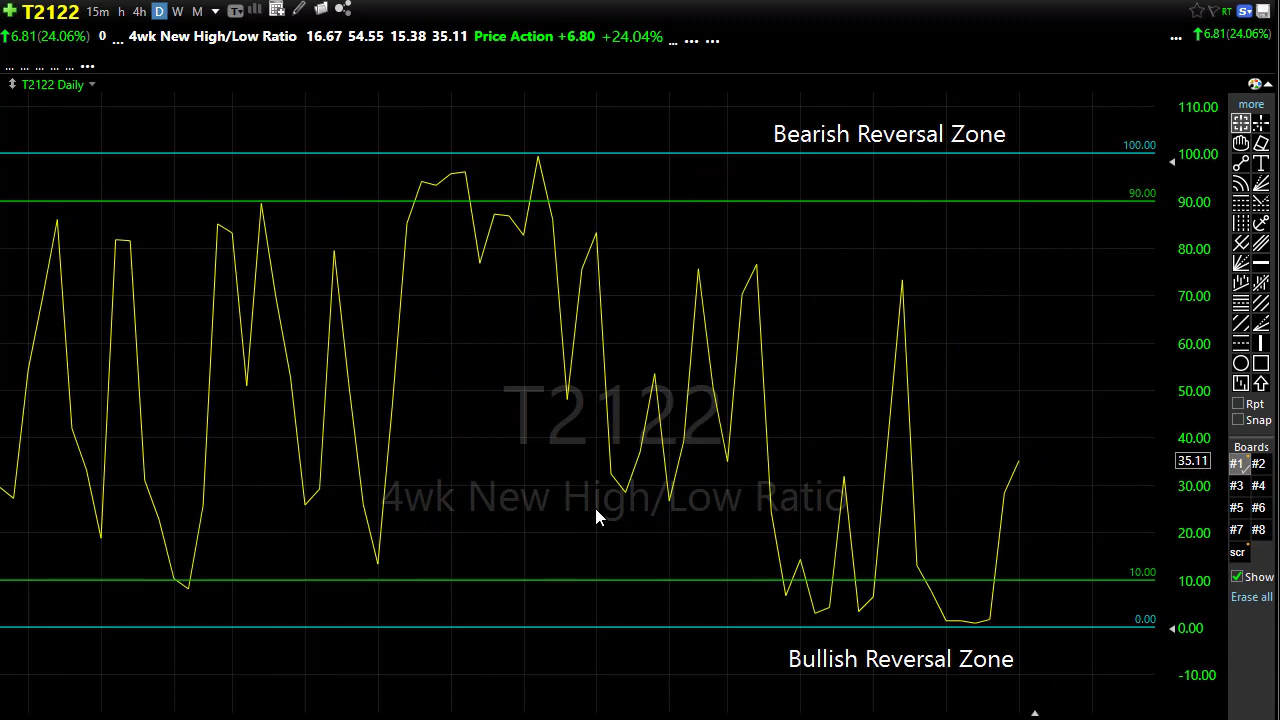 T2122 15m h 4h D W M T
RT S
6.81(24.06%) 0 ... 4wk New High/Low Ratio 16.67 54.55 15.38 35.11 Price Action +6.80 +24.04% ... ... ... ... 6.81(24.06%)
... ... ... ... ... ...
T2122 Daily
more
110.00
Bearish Reversal Zone
100.00
100.00
90.00
90.00
80.00
70.00
60.00
50.00
40.00
35.11
30.00
20.00
10.00
10.00
0.00
0.00
-10.00
T2122
4wk New High/Low Ratio
Bullish Reversal Zone
T
Rpt
Snap
Boards
#1 #2
#3 #4
#5 #6
#7 #8
scr
Show
Erase all